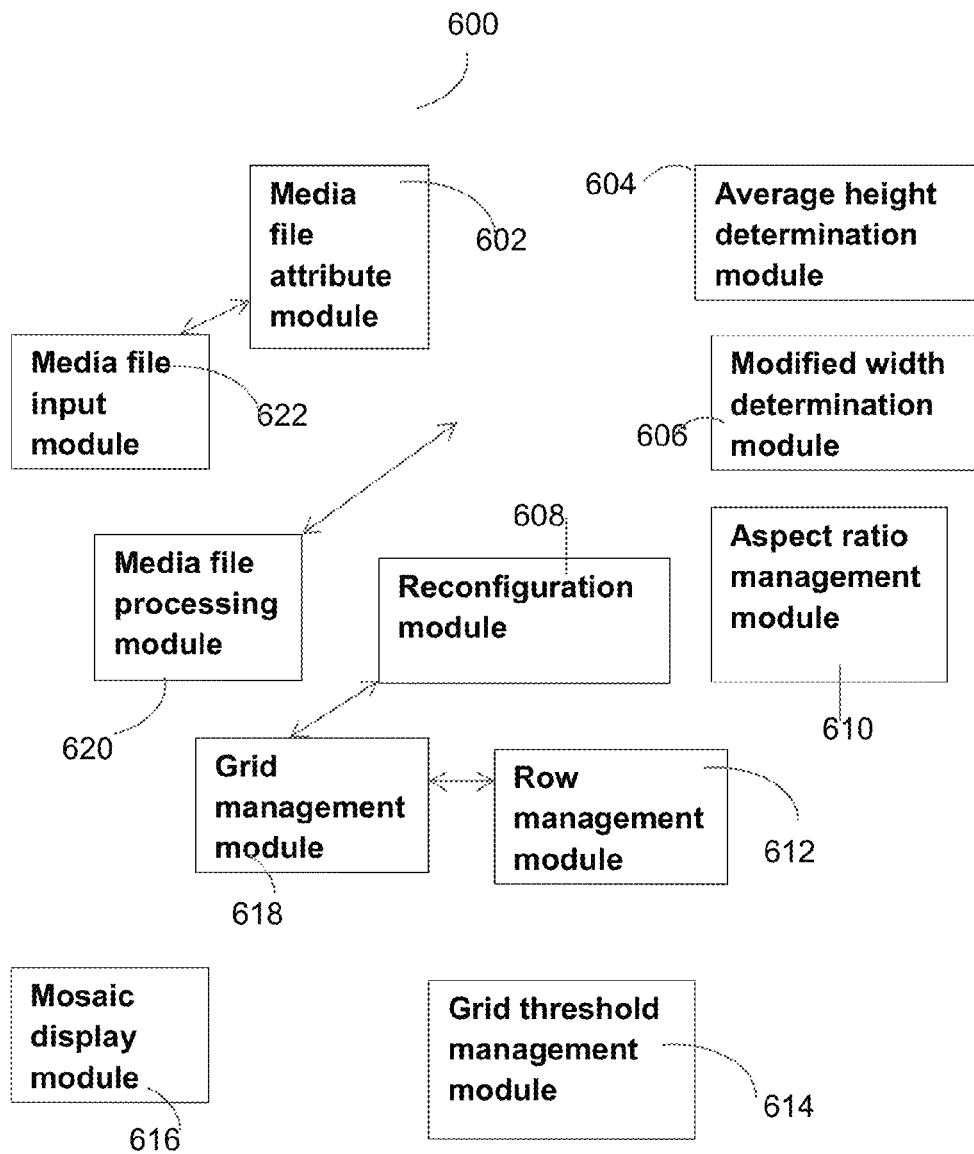 600
Media
file
attribute
module
602
604
Average height
determination
module
Media file
input
module
622
Modified width
determination
module
606
608
Media file
processing
module
620
Reconfiguration
module
Aspect ratio
management
module
610
Grid
management
module
618
Row
management
module
612
Mosaic
display
module
616
Grid threshold
management
module
614